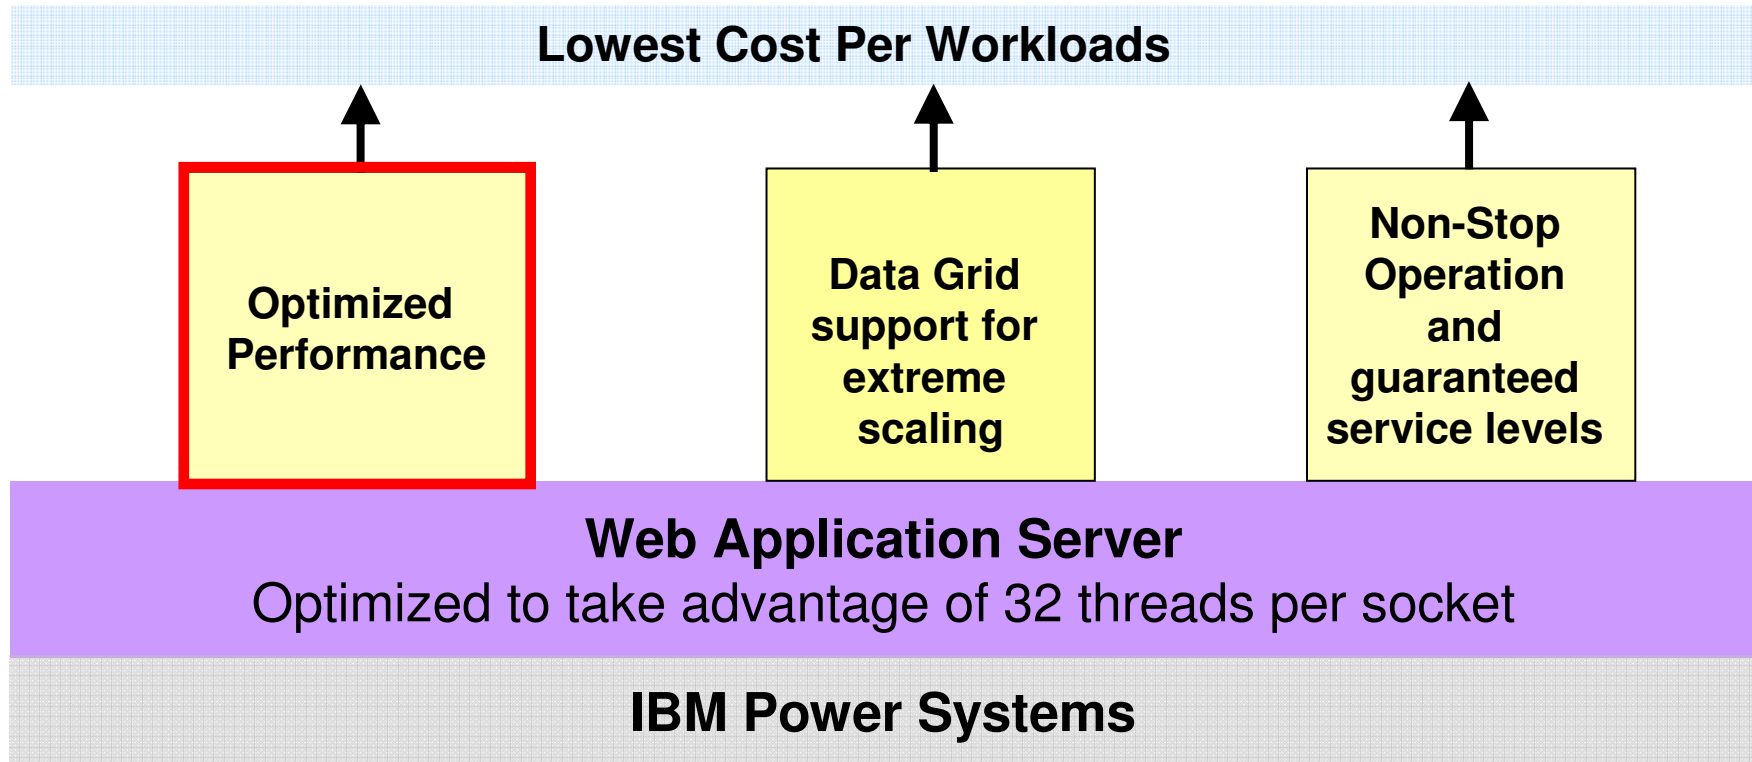 Lowest Cost Per Workloads
Optimized
Performance
Data Grid
support for
extreme
scaling
Non-Stop
Operation
and
guaranteed
service levels
Web Application Server
Optimized to take advantage of 32 threads per socket
IBM Power Systems